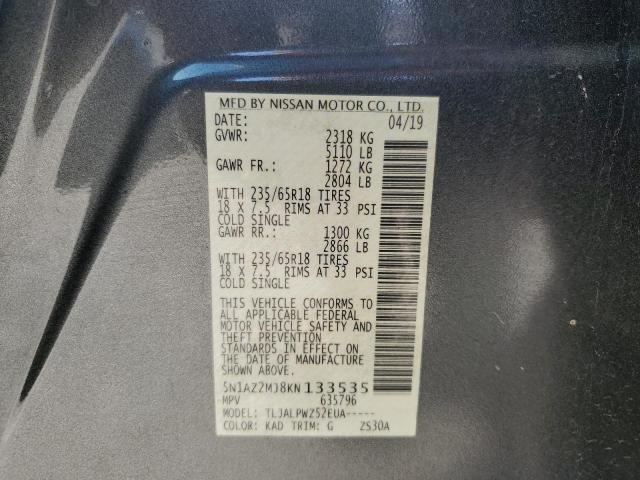 MFD BY NISSAN MOTOR CO., LTD.
DATE: 04/19
GVWR: 2318 KG
5110 LB
GAWR FR.: 1272 KG
2804 LB
WITH 235/65R18 TIRES
18 X 7.5 RIMS AT 33 PSI
COLD SINGLE
GAWR RR.: 1300 KG
2866 LB
WITH 235/65R18 TIRES
18 X 7.5 RIMS AT 33 PSI
COLD SINGLE
THIS VEHICLE CONFORMS TO
ALL APPLICABLE FEDERAL
MOTOR VEHICLE SAFETY AND
THEFT PREVENTION
STANDARDS IN EFFECT ON
THE DATE OF MANUFACTURE
SHOWN ABOVE.
5N1AZ2MJ8KN133535
MPV 635796
MODEL: TLJALPWZ52EUA-----
COLOR: KAD TRIM: G ZS30A